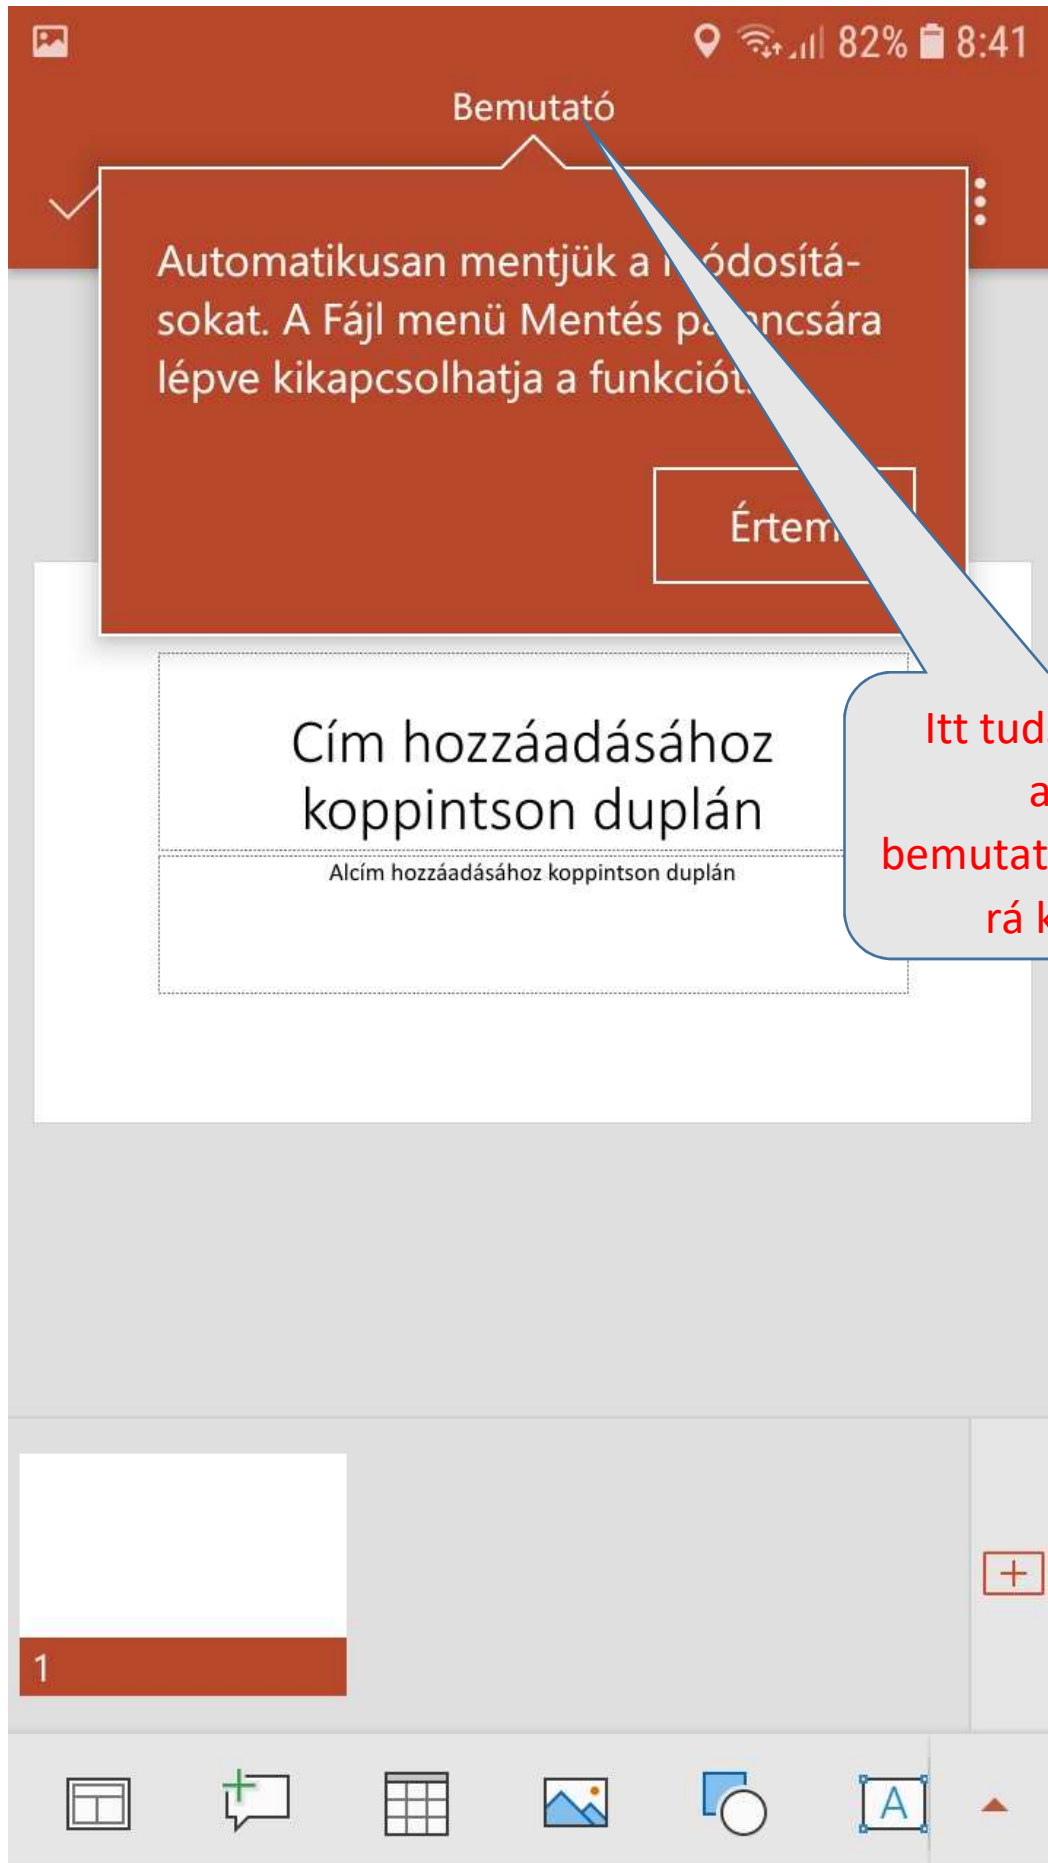 82% 8:41
Bemutató
Automatikusan mentjük a módosítá-
sokat. A Fájl menü Mentés parancsára
lépve kikapcsolhatja a funkciót.
Értem
Cím hozzáadásához
koppintson duplán
Alcím hozzáadásához koppintson duplán
Itt tud
a
bemutat
rá k
1
A